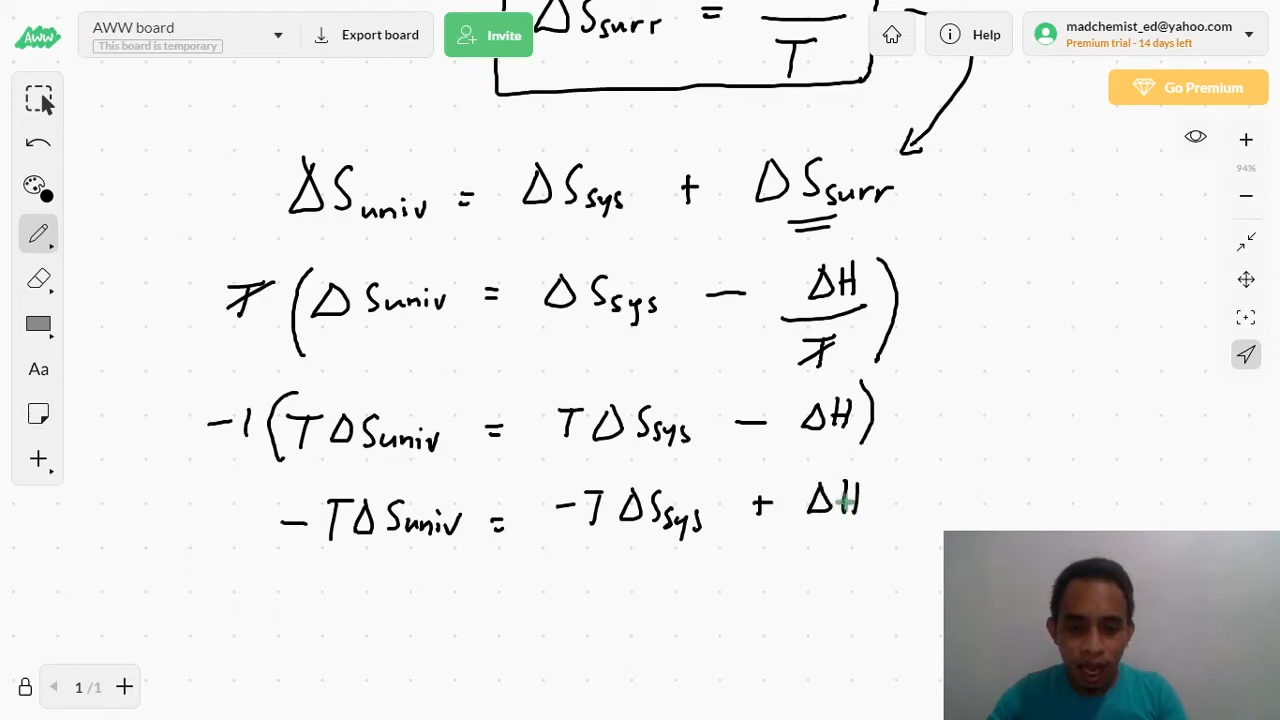 AWW board
This board is temporary
Export board
Invite
Help
madchemist_ed@yahoo.com
Premium trial - 14 days left
Go Premium
94%
Aa
1 / 1
ΔSsurr = ―/T
ΔSuniv = ΔSsys + ΔSsurr
T (ΔSuniv = ΔSsys - ΔH/T)
-1 (TΔSuniv = TΔSsys - ΔH)
-TΔSuniv = -TΔSsys + ΔH